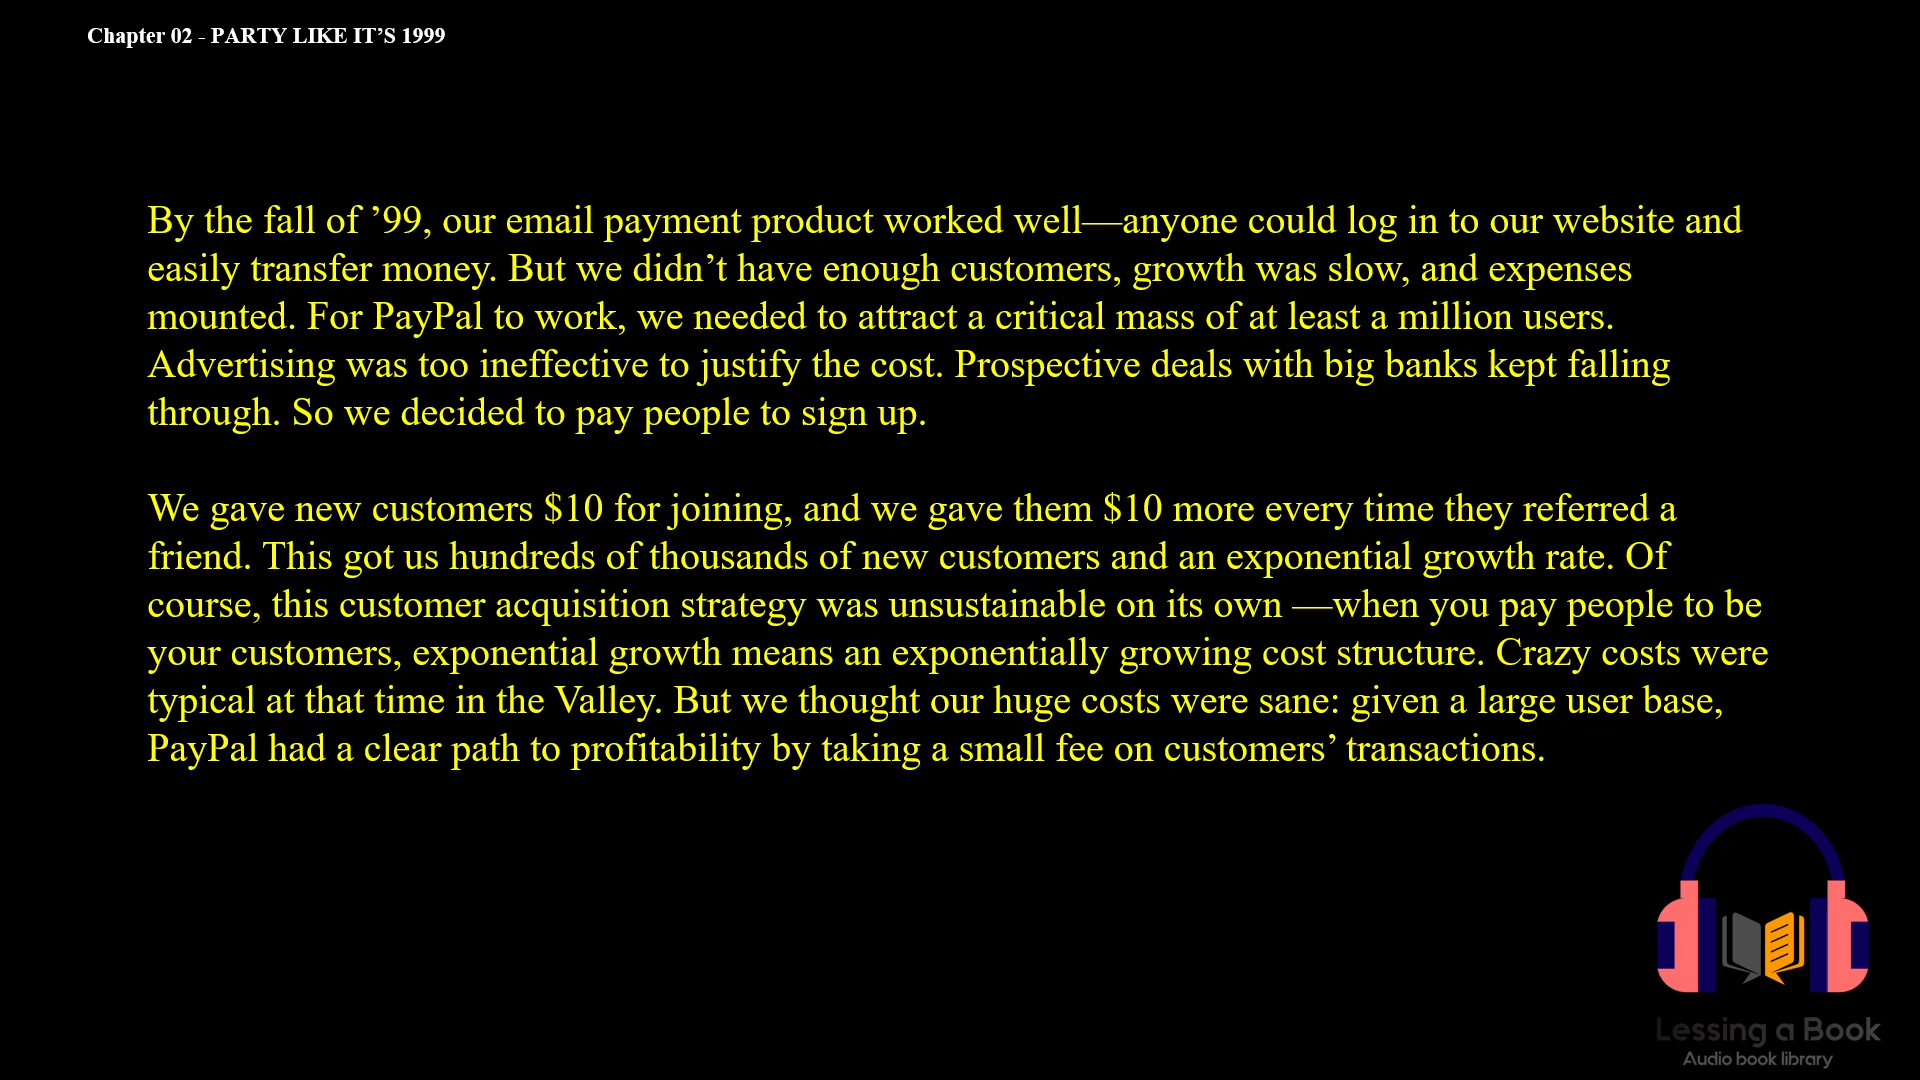 Chapter 02 - PARTY LIKE IT’S 1999
By the fall of ’99, our email payment product worked well—anyone could log in to our website and
easily transfer money. But we didn’t have enough customers, growth was slow, and expenses
mounted. For PayPal to work, we needed to attract a critical mass of at least a million users.
Advertising was too ineffective to justify the cost. Prospective deals with big banks kept falling
through. So we decided to pay people to sign up.
We gave new customers $10 for joining, and we gave them $10 more every time they referred a
friend. This got us hundreds of thousands of new customers and an exponential growth rate. Of
course, this customer acquisition strategy was unsustainable on its own —when you pay people to be
your customers, exponential growth means an exponentially growing cost structure. Crazy costs were
typical at that time in the Valley. But we thought our huge costs were sane: given a large user base,
PayPal had a clear path to profitability by taking a small fee on customers’ transactions.
Lessing a Book
Audio book library